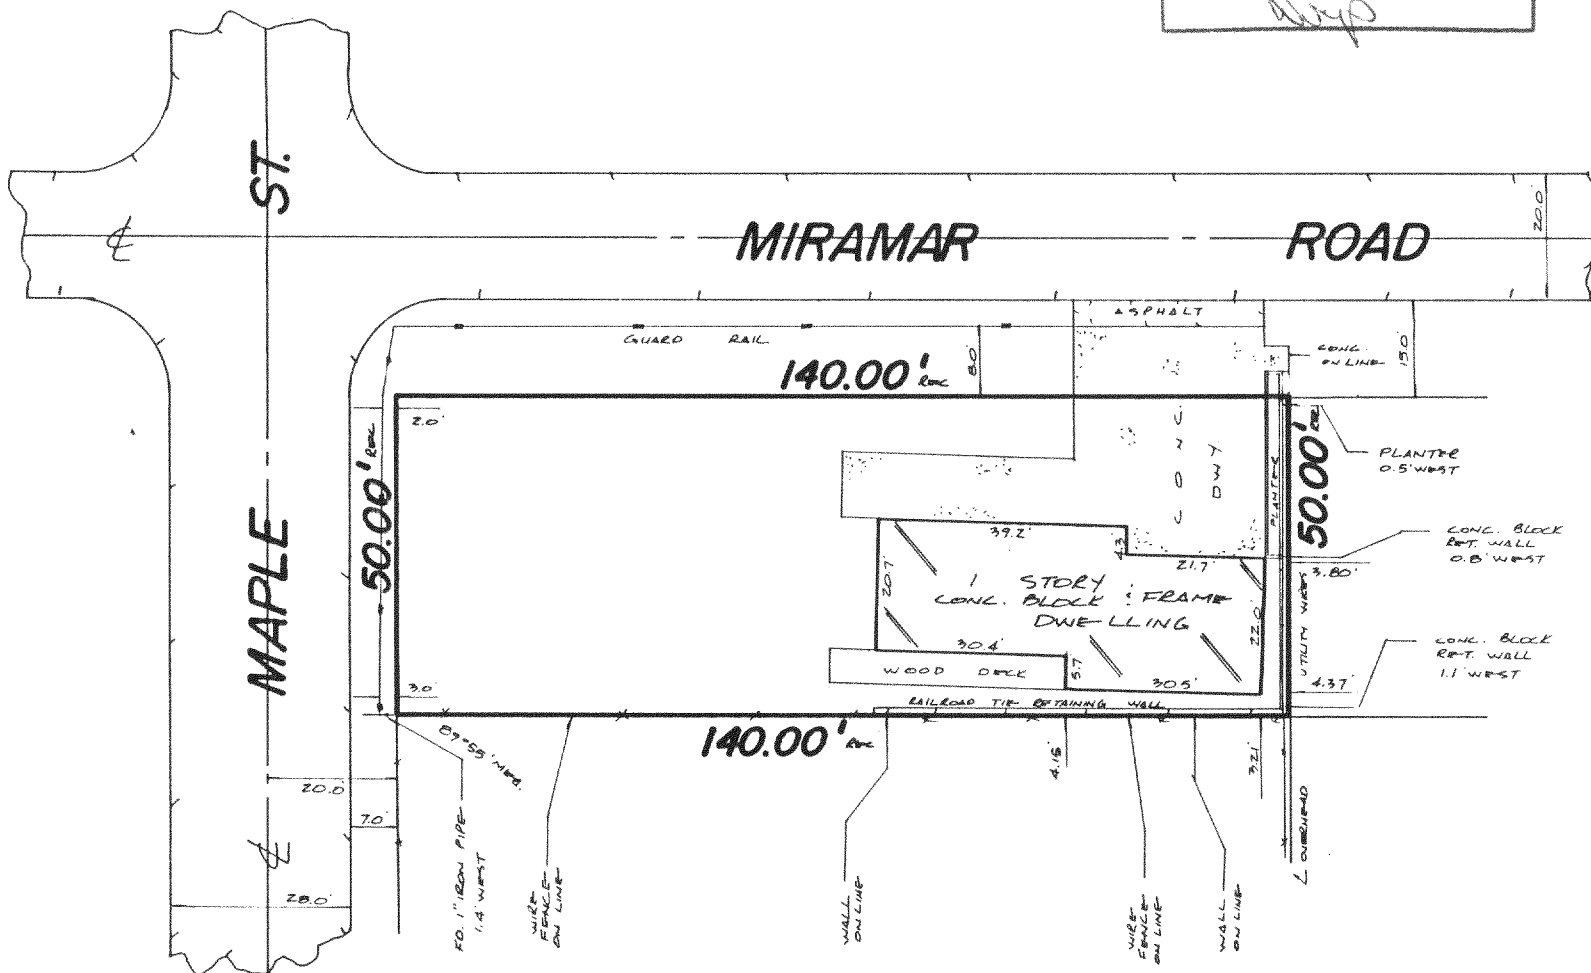 MAPLE ST.
MIRAMAR ROAD
20.0'
ASPHALT
GUARD RAIL
8.0'
CONC.
ON LINE
15.0'
140.00' REC
2.0'
50.00' REC
CONC
DWY.
PLANTER
50.00' REC
PLANTER
0.5' WEST
39.2'
4.3'
21.7'
CONC. BLOCK
RET. WALL
0.8' WEST
3.80'
20.7'
1 STORY
CONC. BLOCK & FRAME
DWELLING
22.0'
UTILITY WIRES
30.4'
WOOD DECK
5.7'
30.5'
4.37'
CONC. BLOCK
RET. WALL
1.1' WEST
3.0'
RAILROAD TIE RETAINING WALL
140.00' REC
89°55' MEA.
4.15'
3.21'
20.0'
7.0'
28.0'
FD. 1" IRON PIPE
1.4' WEST
WIRE
FENCE
ON LINE
WALL
ON LINE
WIRE
FENCE
ON LINE
WALL
ON LINE
OVERHEAD